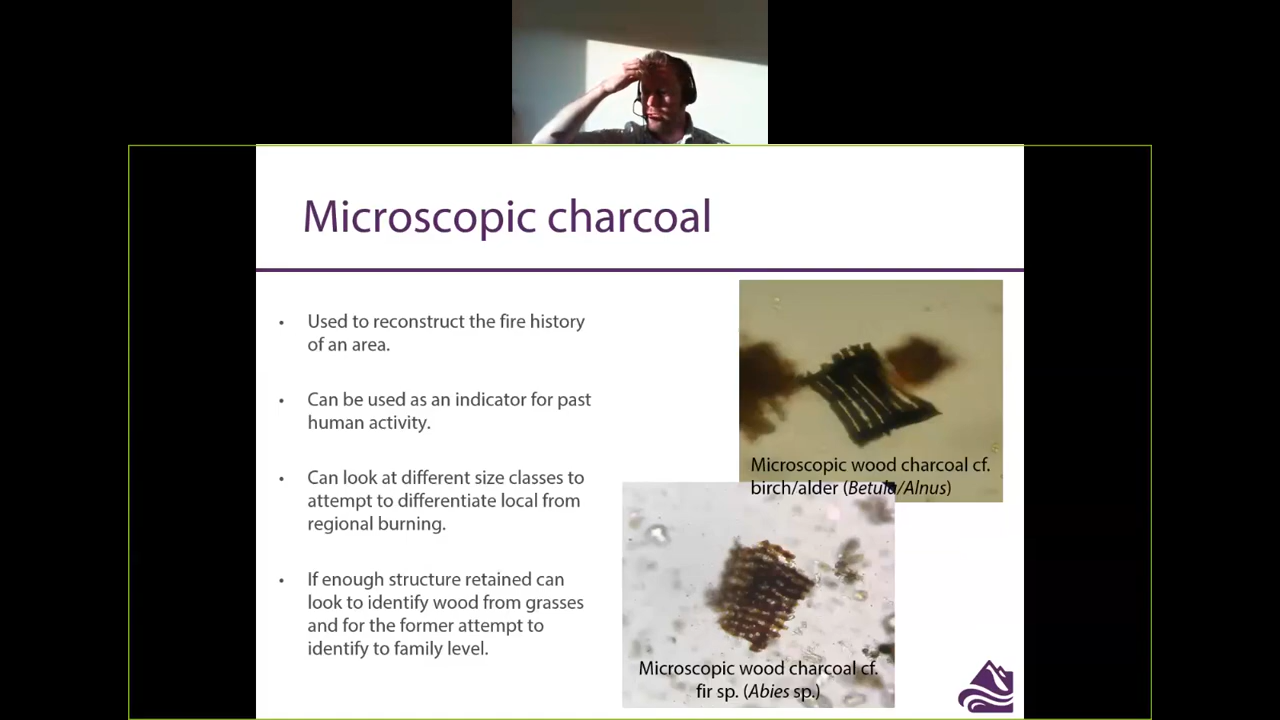 Microscopic charcoal
• Used to reconstruct the fire history
of an area.
• Can be used as an indicator for past
human activity.
• Can look at different size classes to
attempt to differentiate local from
regional burning.
• If enough structure retained can
look to identify wood from grasses
and for the former attempt to
identify to family level.
Microscopic wood charcoal cf.
birch/alder (Betula/Alnus)
Microscopic wood charcoal cf.
fir sp. (Abies sp.)